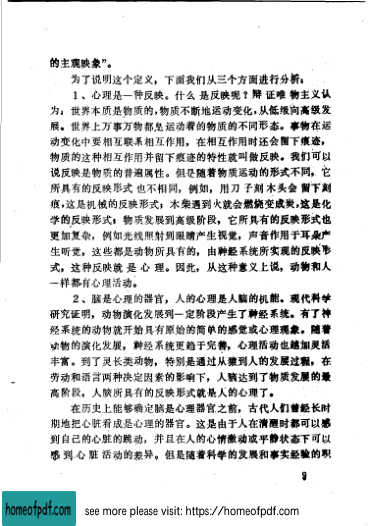 的主观映象”。
为了说明这个定义，下面我们从三个方面进行分析：
1、心理是一种反映。什么是反映呢？辩证唯物主义认
为：世界本质是物质的，物质不断地运动变化，从低级向高级发
展。世界上万事万物都是运动着的物质的不同形态。事物在运
动变化中要相互联系相互作用，在相互作用时还会留下痕迹，
物质的这种相互作用并留下痕迹的特性就叫做反映。我们可以
说反映是物质的普遍属性。但是随着物质运动的形式不同，它
所具有的反映形式也不相同，例如，用刀子刻木头会留下刻
痕，这是机械的反映形式；木柴遇到火就会燃烧变成炭，这是化
学的反映形式；物质发展到高级阶段，它所具有的反映形式也
更加复杂，例如光线照射到眼睛产生视觉，声音作用于耳朵产
生听觉，这些都是动物所具有的，由神经系统所实现的反映形
式，这种反映就是心理。因此，从这种意义上说，动物和人
一样都有心理活动。
2、脑是心理的器官，人的心理是人脑的机能。现代科学
研究证明，动物演化发展到一定阶段产生了神经系统。有了神
经系统的动物就开始具有原始的简单的感觉或心理现象。随着
动物的演化发展，神经系统更趋于完善，心理活动也越加灵活
丰富。到了灵长类动物，特别是通过从猿到人的发展过程，在
劳动和语言两种决定因素的影响下，人脑达到了物质发展的最
高阶段，人脑所具有的反映形式就是人的心理了。
在历史上能够确定脑是心理器官之前，古代人们曾经长时
期地把心脏看成是心理的器官。这是由于人在清醒时都可以感
到自己的心脏的跳动，并且在人的心情激动或平静状态下可以
感到心脏活动的差异。但是随着科学的发展和事实经验的积
9
homeofpdf.com
see more please visit: https://homeofpdf.com